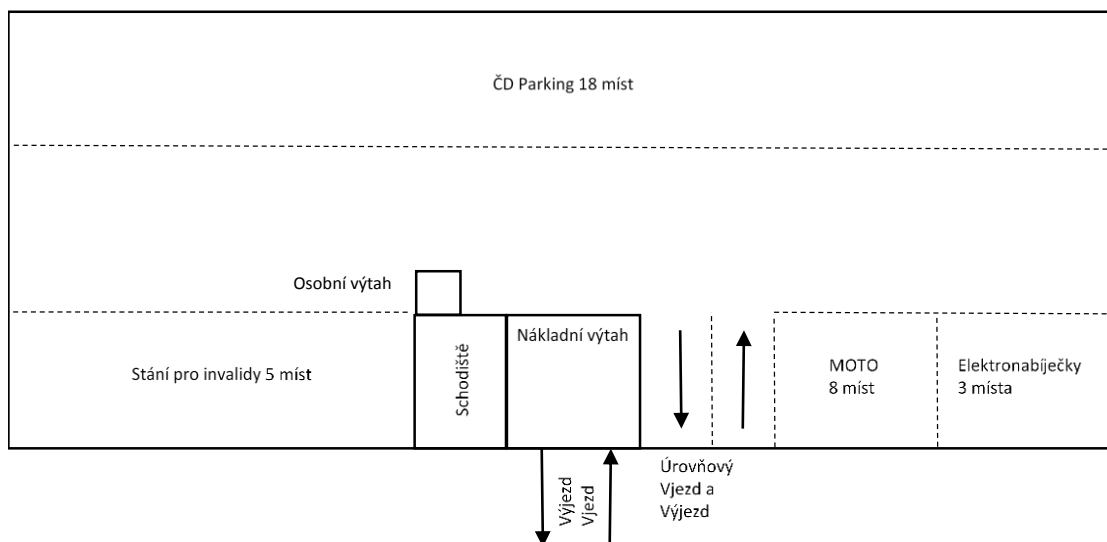 ČD Parking 18 míst
Osobní výtah
Nákladní výtah
Schodiště
Stání pro invalidy 5 míst
MOTO
8 míst
Elektronabíječky
3 místa
Výjezd
Vjezd
Úrovňový
Vjezd a
Výjezd